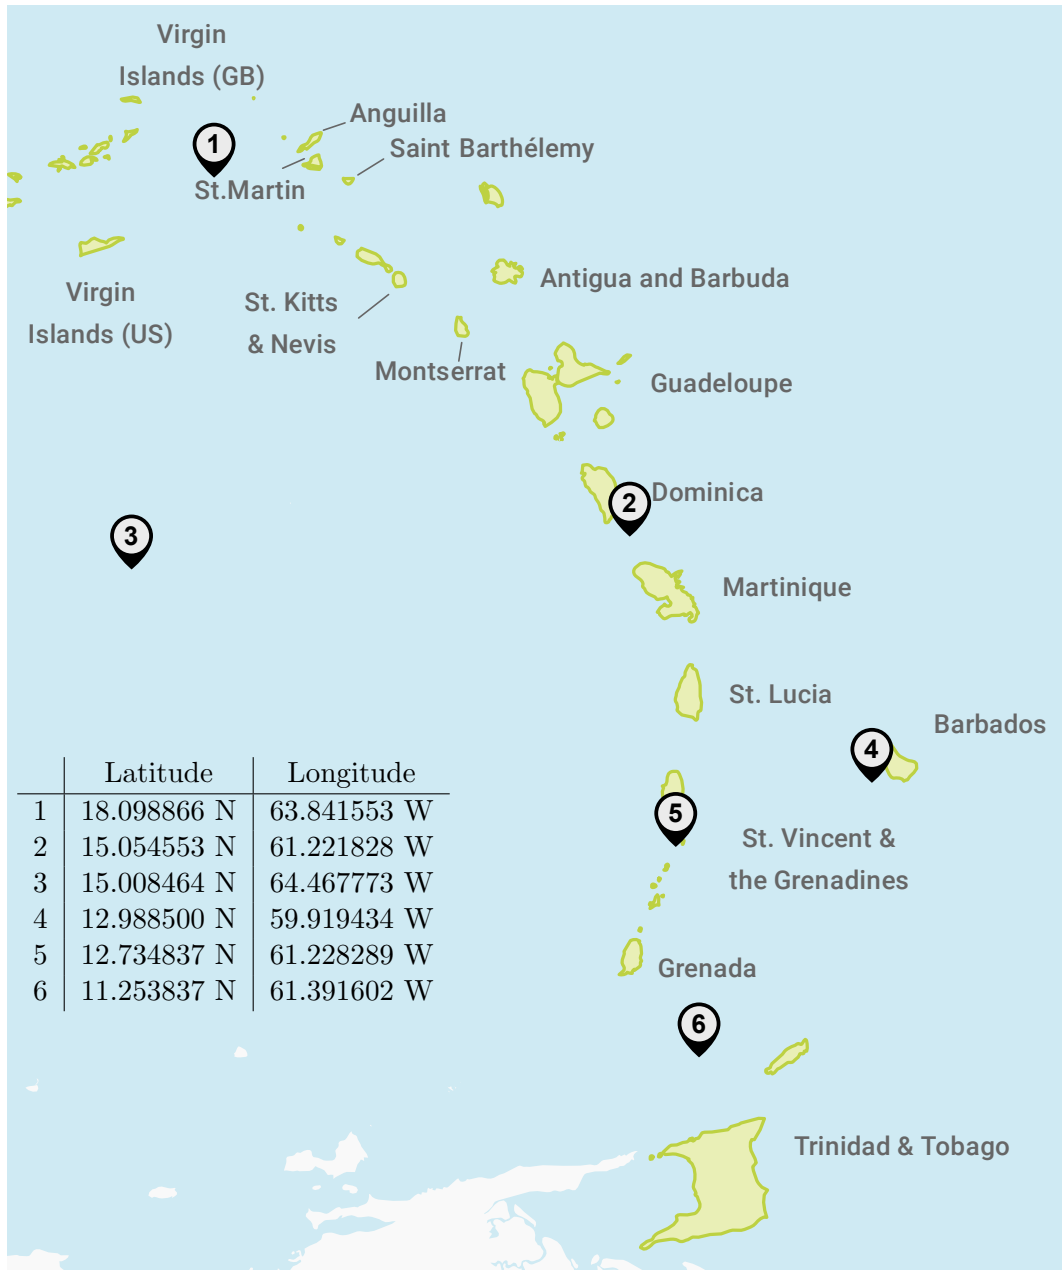 Virgin
Islands (GB)
Anguilla
1
Saint Barthélemy
St.Martin
Virgin
Islands (US)
St. Kitts
& Nevis
Antigua and Barbuda
Montserrat
Guadeloupe
2
Dominica
3
Martinique
St. Lucia
Barbados
4
5
St. Vincent &
the Grenadines
Latitude Longitude
1 18.098866 N 63.841553 W
2 15.054553 N 61.221828 W
3 15.008464 N 64.467773 W
4 12.988500 N 59.919434 W
5 12.734837 N 61.228289 W
6 11.253837 N 61.391602 W
Grenada
6
Trinidad & Tobago